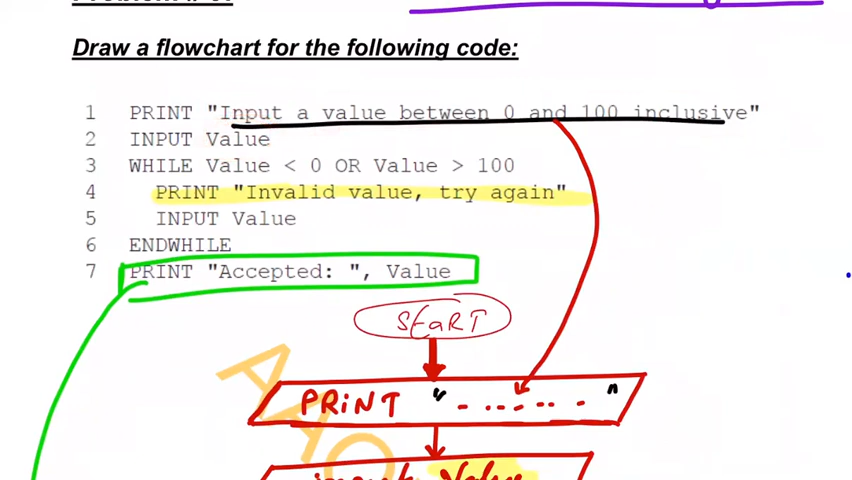 Draw a flowchart for the following code:
1 PRINT "Input a value between 0 and 100 inclusive"
2 INPUT Value
3 WHILE Value < 0 OR Value > 100
4 PRINT "Invalid value, try again"
5 INPUT Value
6 ENDWHILE
7 PRINT "Accepted: ", Value
START
PRiNT " ........ "
input Value